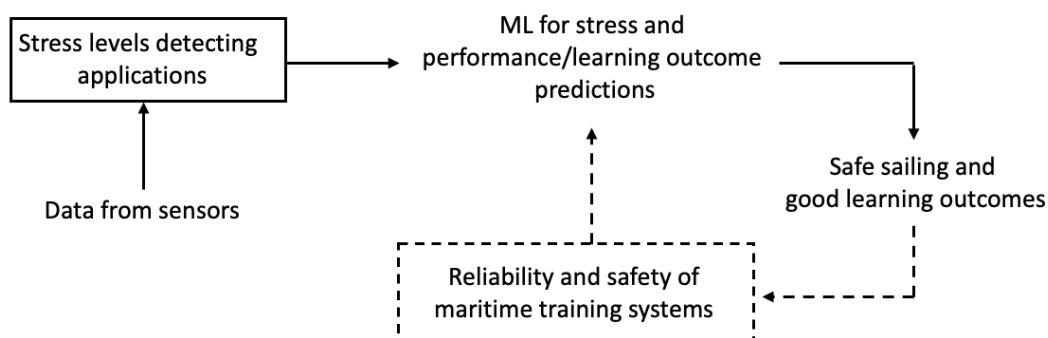 Stress levels detecting
applications
ML for stress and
performance/learning outcome
predictions
Data from sensors
Safe sailing and
good learning outcomes
Reliability and safety of
maritime training systems